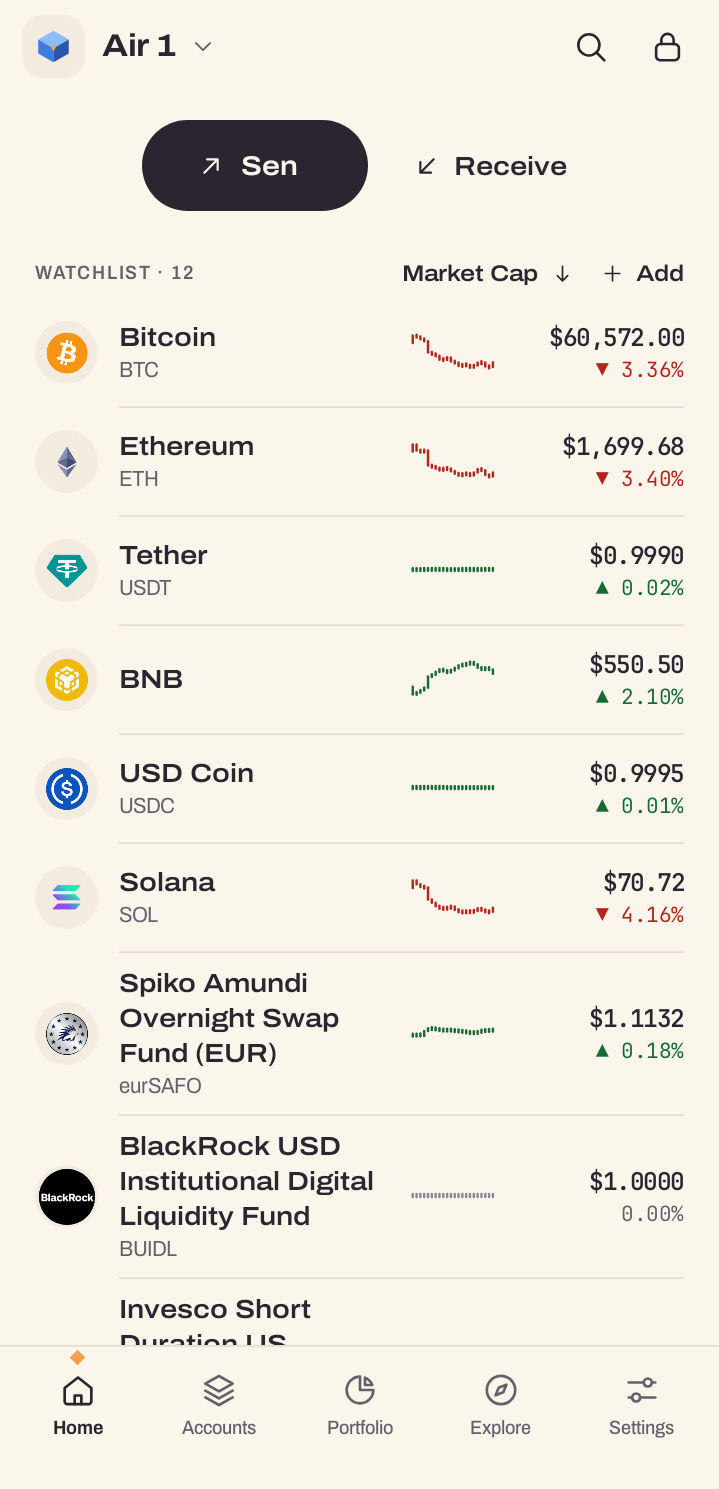 Air 1
Sen
Receive
WATCHLIST · 12
Market Cap ↓
+ Add
Bitcoin
BTC
$60,572.00
▼ 3.36%
Ethereum
ETH
$1,699.68
▼ 3.40%
Tether
USDT
$0.9990
▲ 0.02%
BNB
$550.50
▲ 2.10%
USD Coin
USDC
$0.9995
▲ 0.01%
Solana
SOL
$70.72
▼ 4.16%
Spiko Amundi
Overnight Swap
Fund (EUR)
eurSAFO
$1.1132
▲ 0.18%
BlackRock
BlackRock USD
Institutional Digital
Liquidity Fund
BUIDL
$1.0000
0.00%
Invesco Short
Duration US
Home
Accounts
Portfolio
Explore
Settings